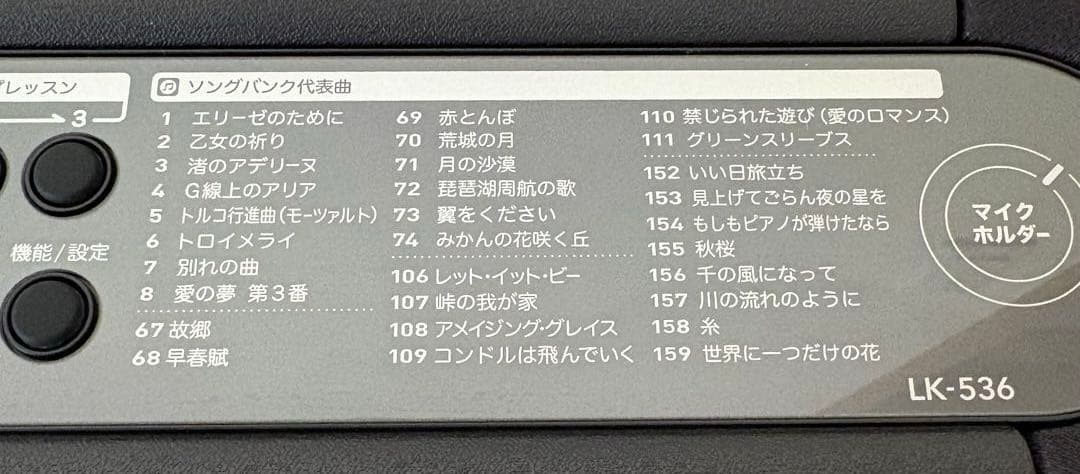 プレッスン
3
機能/設定
ソングバンク代表曲
1 エリーゼのために
2 乙女の祈り
3 渚のアデリーヌ
4 G線上のアリア
5 トルコ行進曲(モーツァルト)
6 トロイメライ
7 別れの曲
8 愛の夢 第3番
67 故郷
68 早春賦
69 赤とんぼ
70 荒城の月
71 月の沙漠
72 琵琶湖周航の歌
73 翼をください
74 みかんの花咲く丘
106 レット・イット・ビー
107 峠の我が家
108 アメイジング・グレイス
109 コンドルは飛んでいく
110 禁じられた遊び(愛のロマンス)
111 グリーンスリーブス
152 いい日旅立ち
153 見上げてごらん夜の星を
154 もしもピアノが弾けたなら
155 秋桜
156 千の風になって
157 川の流れのように
158 糸
159 世界に一つだけの花
マイク
ホルダー
LK-536